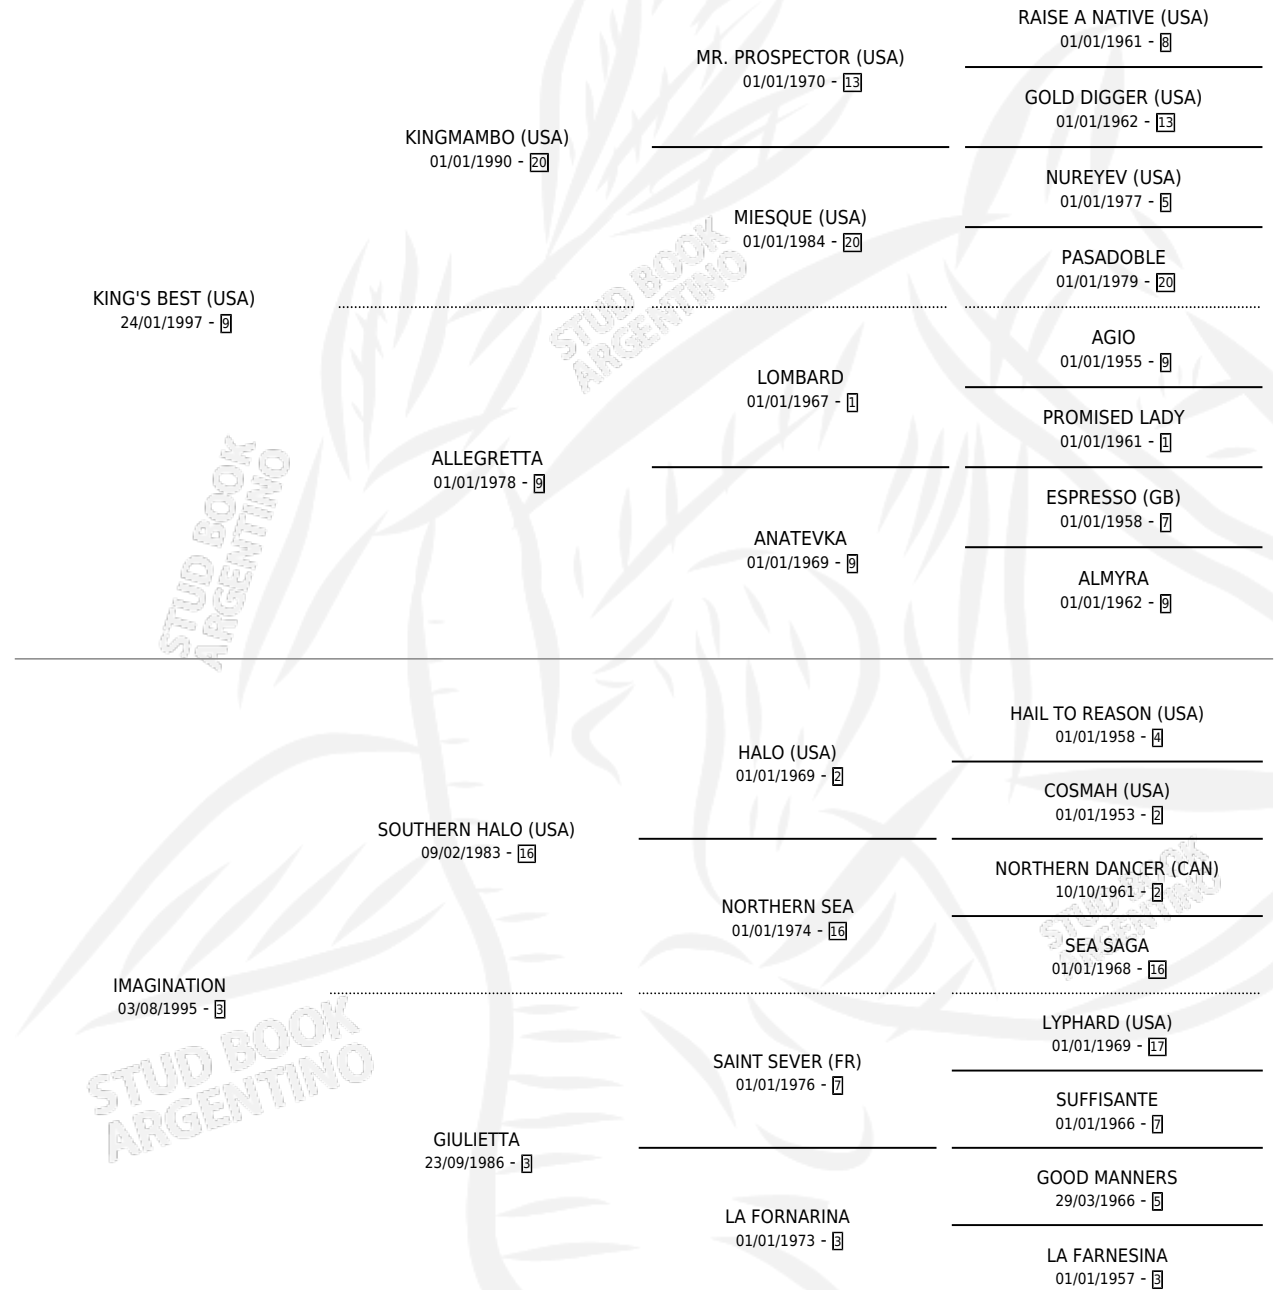 RAISE A NATIVE (USA)
01/01/1961 - 8
MR. PROSPECTOR (USA)
01/01/1970 - 13
GOLD DIGGER (USA)
01/01/1962 - 13
KINGMAMBO (USA)
01/01/1990 - 20
NUREYEV (USA)
01/01/1977 - 5
MIESQUE (USA)
01/01/1984 - 20
PASADOBLE
01/01/1979 - 20
KING'S BEST (USA)
24/01/1997 - 9
AGIO
01/01/1955 - 9
LOMBARD
01/01/1967 - 1
PROMISED LADY
01/01/1961 - 1
ALLEGRETTA
01/01/1978 - 9
ESPRESSO (GB)
01/01/1958 - 7
ANATEVKA
01/01/1969 - 9
ALMYRA
01/01/1962 - 9
HAIL TO REASON (USA)
01/01/1958 - 4
HALO (USA)
01/01/1969 - 2
COSMAH (USA)
01/01/1953 - 2
SOUTHERN HALO (USA)
09/02/1983 - 16
NORTHERN DANCER (CAN)
10/10/1961 - 2
NORTHERN SEA
01/01/1974 - 16
SEA SAGA
01/01/1968 - 16
IMAGINATION
03/08/1995 - 3
LYPHARD (USA)
01/01/1969 - 17
SAINT SEVER (FR)
01/01/1976 - 7
SUFFISANTE
01/01/1966 - 7
GIULIETTA
23/09/1986 - 3
GOOD MANNERS
29/03/1966 - 5
LA FORNARINA
01/01/1973 - 3
LA FARNESINA
01/01/1957 - 3
STUD BOOK
ARGENTINO
STUD BOOK
ARGENTINO
STUD BOOK
ARGENTINO
STUD BOOK
ARGENTINO